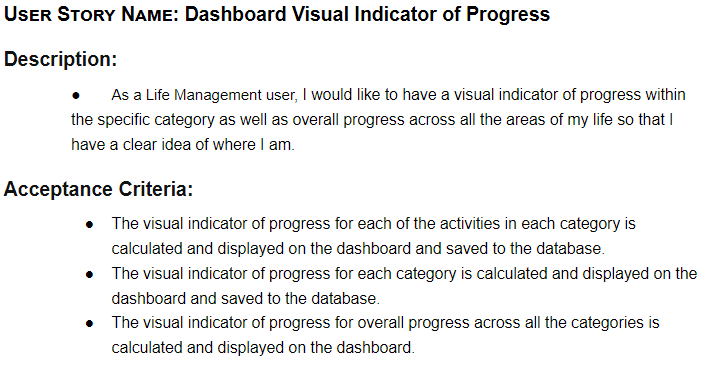 USER STORY NAME: Dashboard Visual Indicator of Progress
Description:
● As a Life Management user, I would like to have a visual indicator of progress within
the specific category as well as overall progress across all the areas of my life so that I
have a clear idea of where I am.
Acceptance Criteria:
● The visual indicator of progress for each of the activities in each category is
calculated and displayed on the dashboard and saved to the database.
● The visual indicator of progress for each category is calculated and displayed on the
dashboard and saved to the database.
● The visual indicator of progress for overall progress across all the categories is
calculated and displayed on the dashboard.